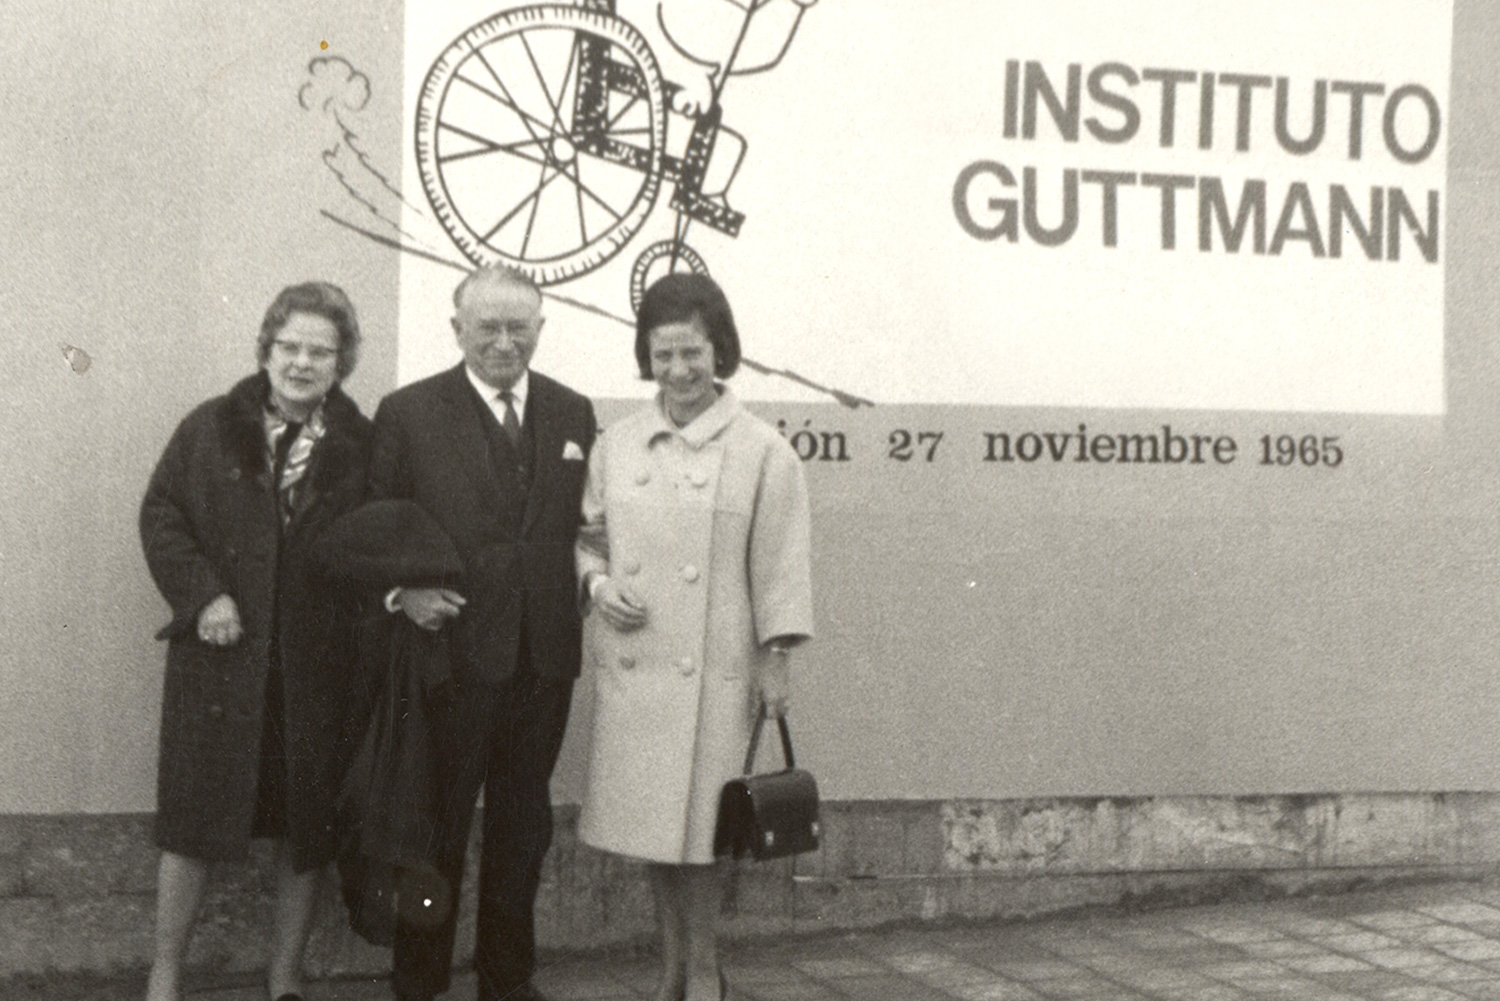 INSTITUTO
GUTTMANN
ión 27 noviembre 1965